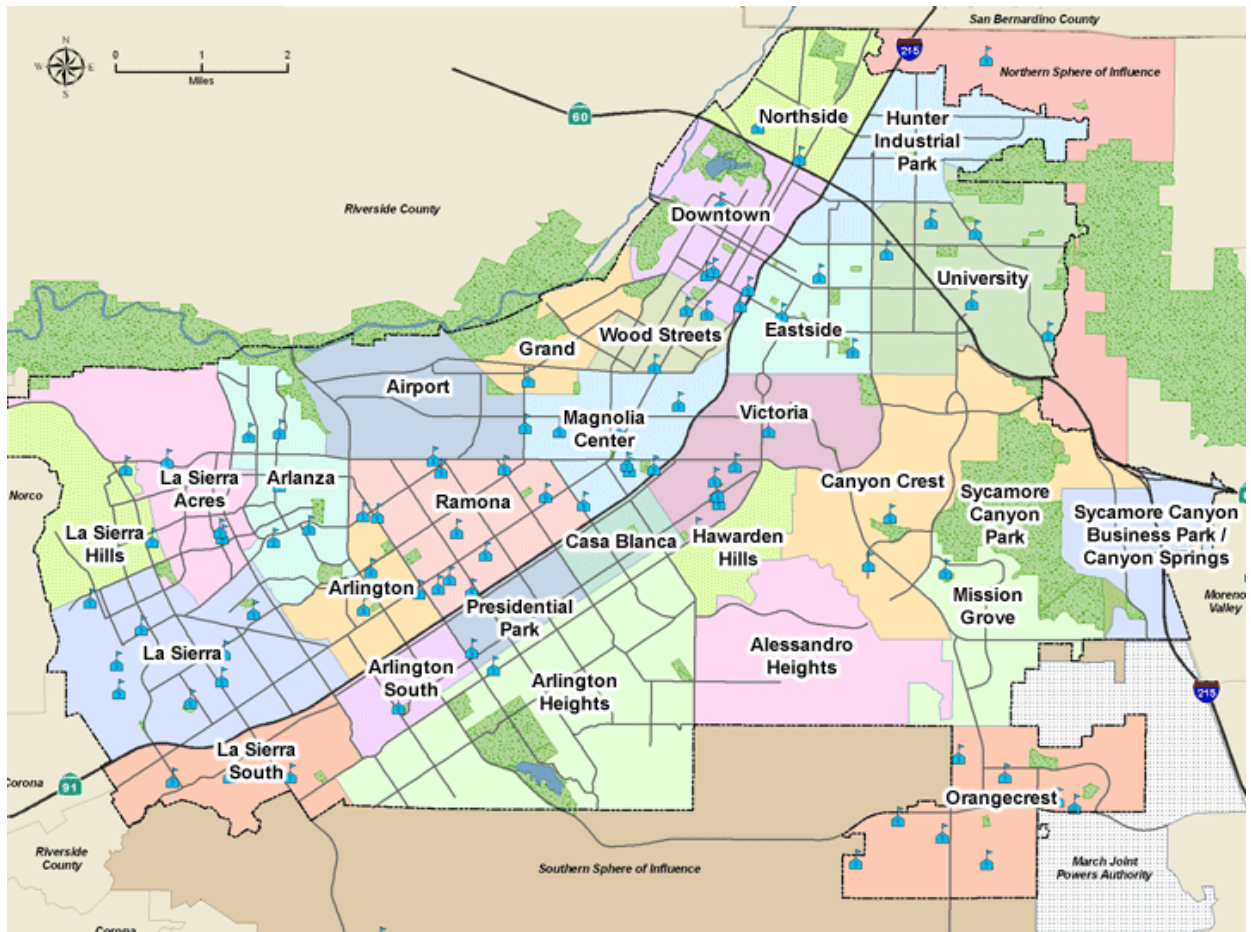 San Bernardino County
N
W E
S
0 1 2
Miles
215
Northern Sphere of Influence
60
Northside
Hunter
Industrial
Park
Riverside County
Downtown
University
Wood Streets
Eastside
Grand
Airport
Magnolia
Center
Victoria
Norco
La Sierra
Acres
Arlanza
Ramona
Canyon Crest
Sycamore
Canyon
Park
Sycamore Canyon
Business Park /
Canyon Springs
La Sierra
Hills
Casa Blanca
Hawarden
Hills
Arlington
Presidential
Park
Mission
Grove
Moreno
Valley
La Sierra
Arlington
South
Arlington
Heights
Alessandro
Heights
215
La Sierra
South
Corona
91
Orangecrest
Riverside
County
Southern Sphere of Influence
March Joint
Powers Authority
Corona